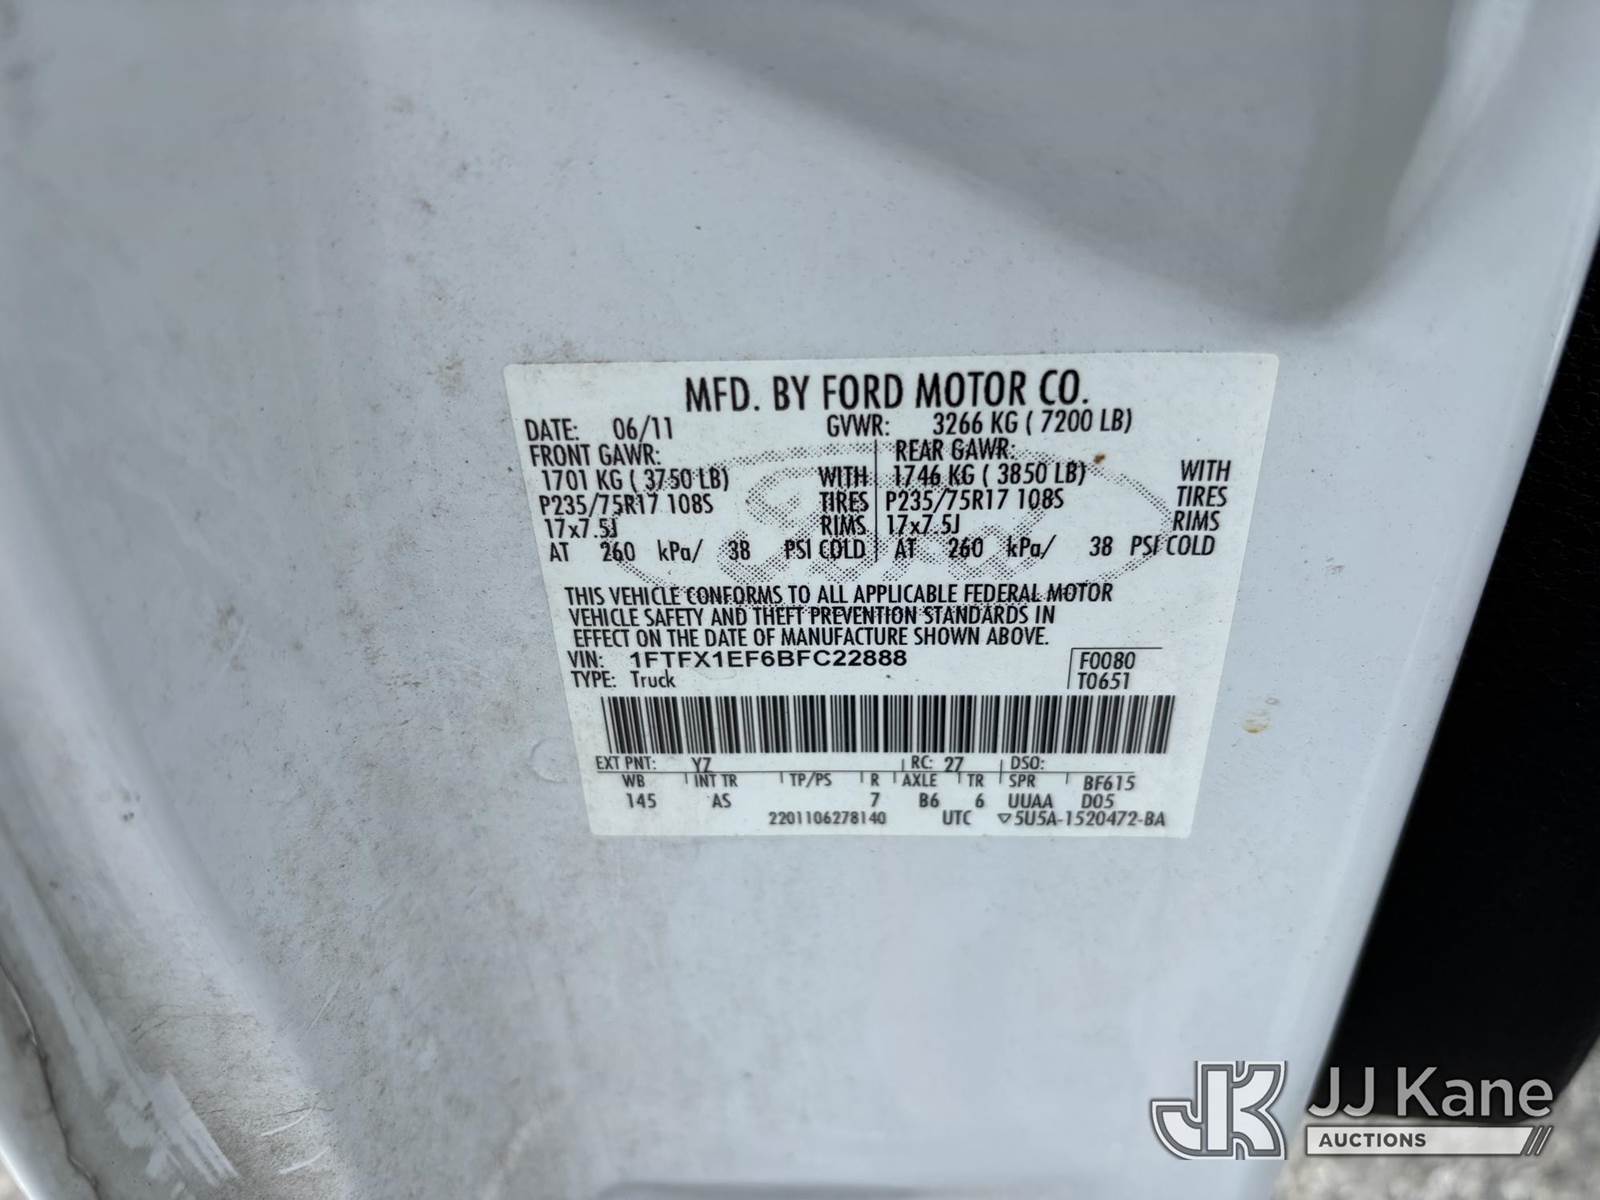 MFD. BY FORD MOTOR CO.
DATE: 06/11 GVWR: 3266 KG ( 7200 LB)
FRONT GAWR: REAR GAWR:
1701 KG ( 3750 LB) WITH 1746 KG ( 3850 LB) WITH
P235/75R17 108S TIRES P235/75R17 108S TIRES
17x7.5J RIMS 17x7.5J RIMS
AT 260 kPa/ 38 PSI COLD AT 260 kPa/ 38 PSI COLD
Ford
THIS VEHICLE CONFORMS TO ALL APPLICABLE FEDERAL MOTOR
VEHICLE SAFETY AND THEFT PREVENTION STANDARDS IN
EFFECT ON THE DATE OF MANUFACTURE SHOWN ABOVE.
VIN: 1FTFX1EF6BFC22888 F0080
TYPE: Truck T0651
EXT PNT: YZ RC: 27 DSO:
WB INT TR TP/PS R AXLE TR SPR BF615
145 AS 7 B6 6 UUAA D05
2201106278140 UTC ▽5U5A-1520472-BA
JK JJ Kane
AUCTIONS